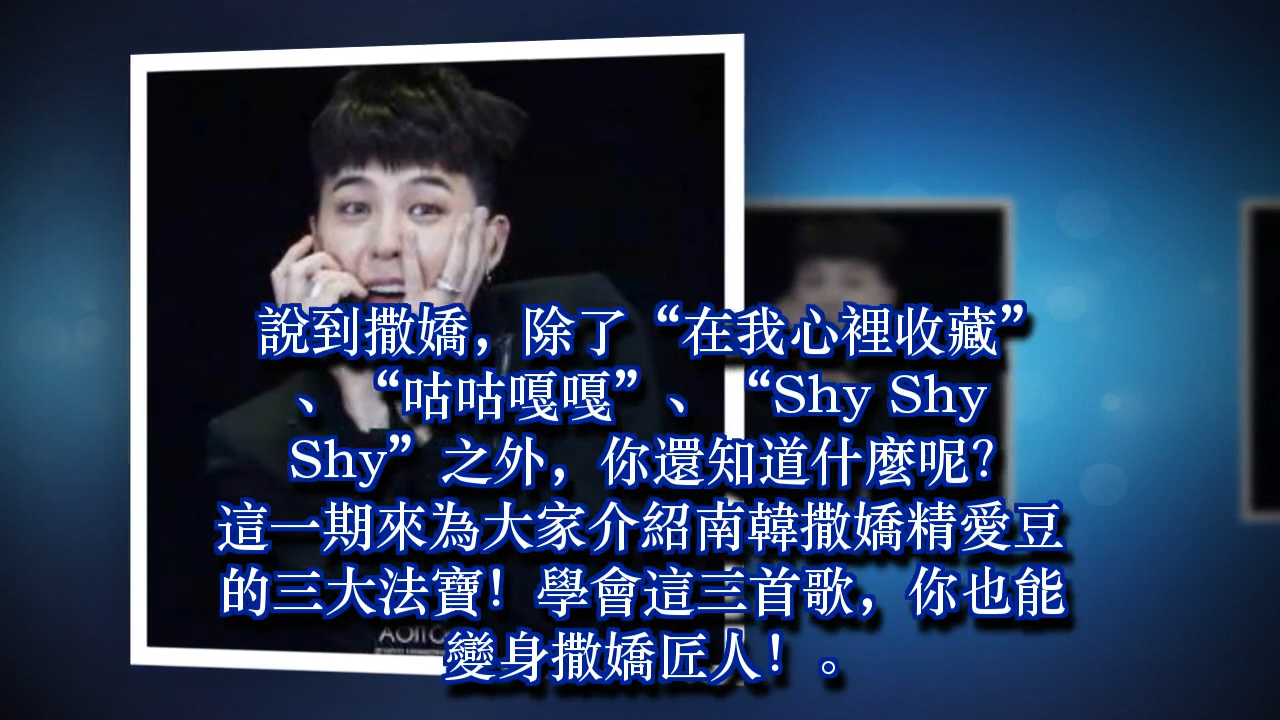 說到撒嬌，除了“在我心裡收藏”
、“咕咕嘎嘎”、“Shy Shy
Shy”之外，你還知道什麼呢？
這一期來為大家介紹南韓撒嬌精愛豆
的三大法寶！學會這三首歌，你也能
變身撒嬌匠人！。